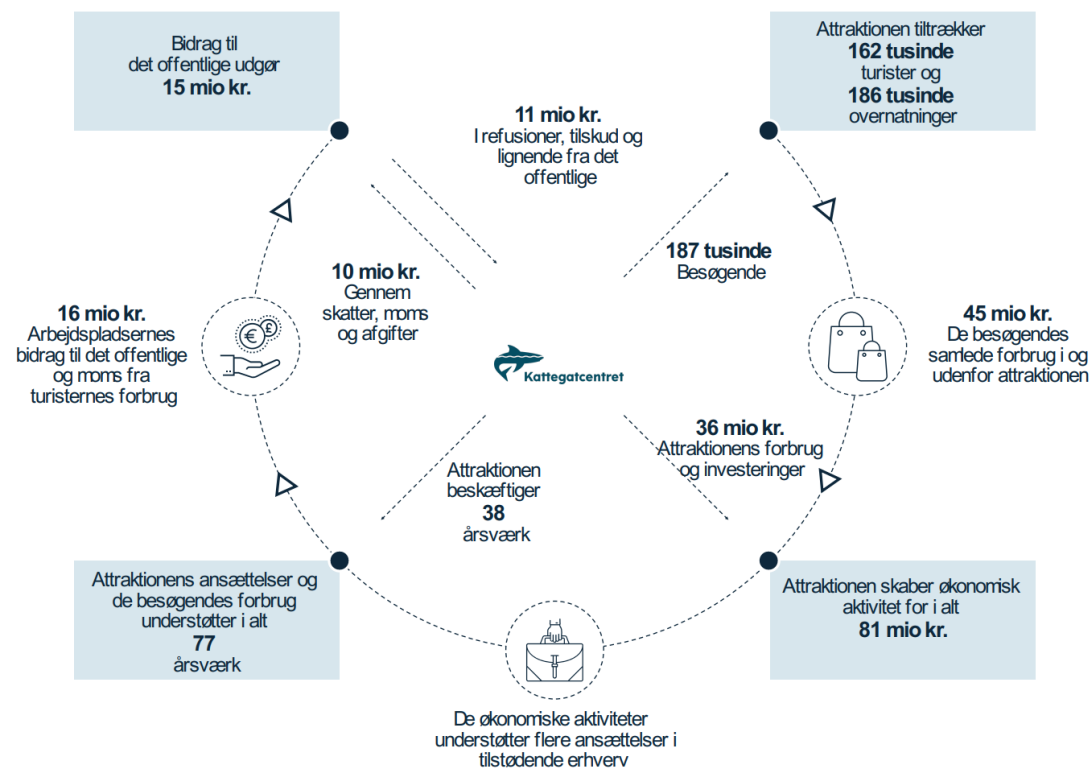 Bidrag til
det offentlige udgør
15 mio kr.
Attraktionen tiltrækker
162 tusinde
turister og
186 tusinde
overnatninger
11 mio kr.
I refusioner, tilskud og
lignende fra det
offentlige
187 tusinde
Besøgende
10 mio kr.
Gennem
skatter, moms
og afgifter
16 mio kr.
Arbejdspladsernes
bidrag til det offentlige
og moms fra
turisternes forbrug
€
£
45 mio kr.
De besøgendes
samlede forbrug i og
udenfor attraktionen
Kattegatcentret
36 mio kr.
Attraktionens forbrug
og investeringer
Attraktionen
beskæftiger
38
årsværk
Attraktionens ansættelser og
de besøgendes forbrug
understøtter i alt
77
årsværk
Attraktionen skaber økonomisk
aktivitet for i alt
81 mio kr.
De økonomiske aktiviteter
understøtter flere ansættelser i
tilstødende erhverv